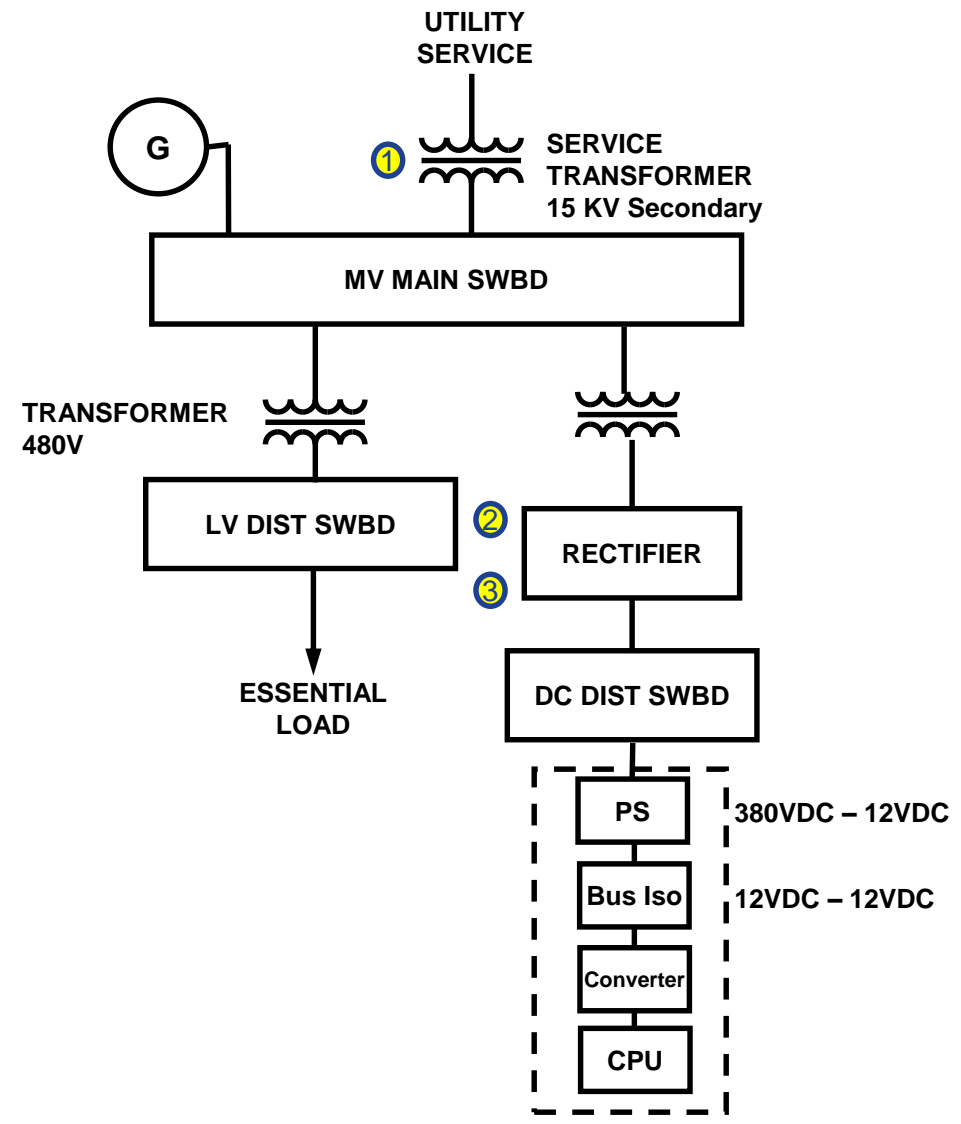 UTILITY
SERVICE
G
1
SERVICE
TRANSFORMER
15 KV Secondary
MV MAIN SWBD
TRANSFORMER
480V
LV DIST SWBD
2
RECTIFIER
3
ESSENTIAL
LOAD
DC DIST SWBD
PS
380VDC – 12VDC
Bus Iso
12VDC – 12VDC
Converter
CPU